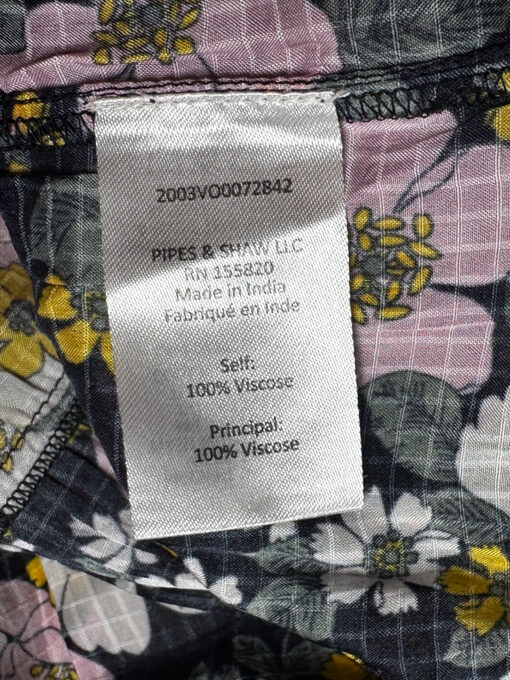 2003VO0072842
PIPES & SHAW LLC
RN 155820
Made in India
Fabriqué en Inde
Self:
100% Viscose
Principal:
100% Viscose